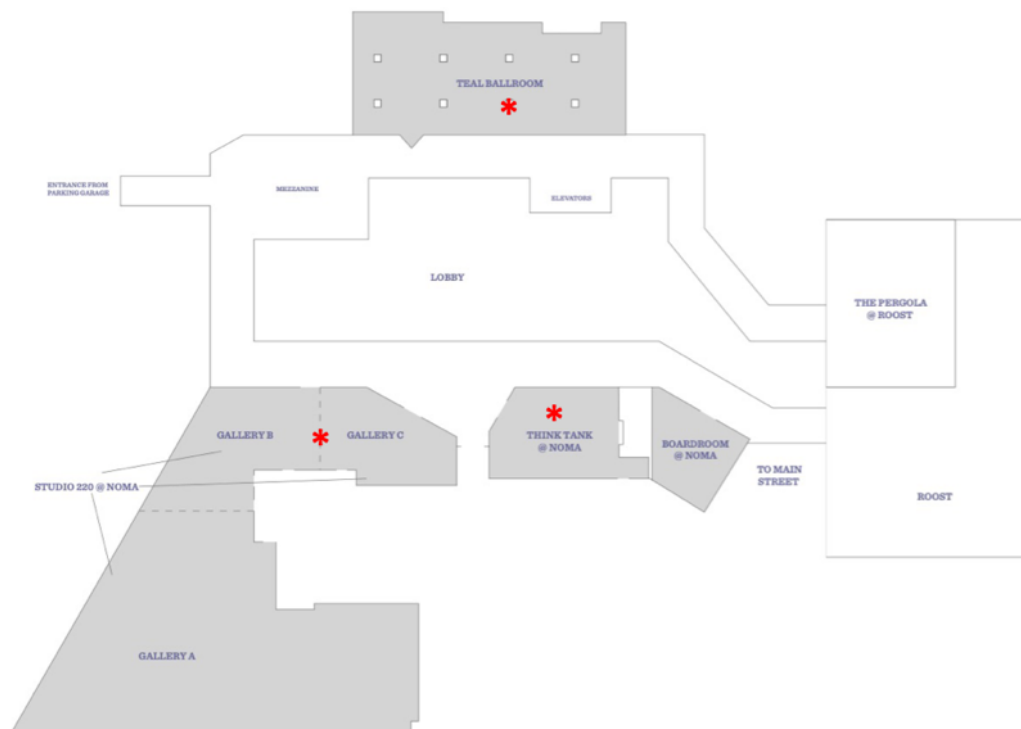 TEAL BALLROOM
ENTRANCE FROM
PARKING GARAGE
MEZZANINE
ELEVATORS
LOBBY
THE PERGOLA
@ ROOST
GALLERY B
GALLERY C
THINK TANK
@ NOMA
BOARDROOM
@ NOMA
TO MAIN
STREET
STUDIO 220 @ NOMA
ROOST
GALLERY A